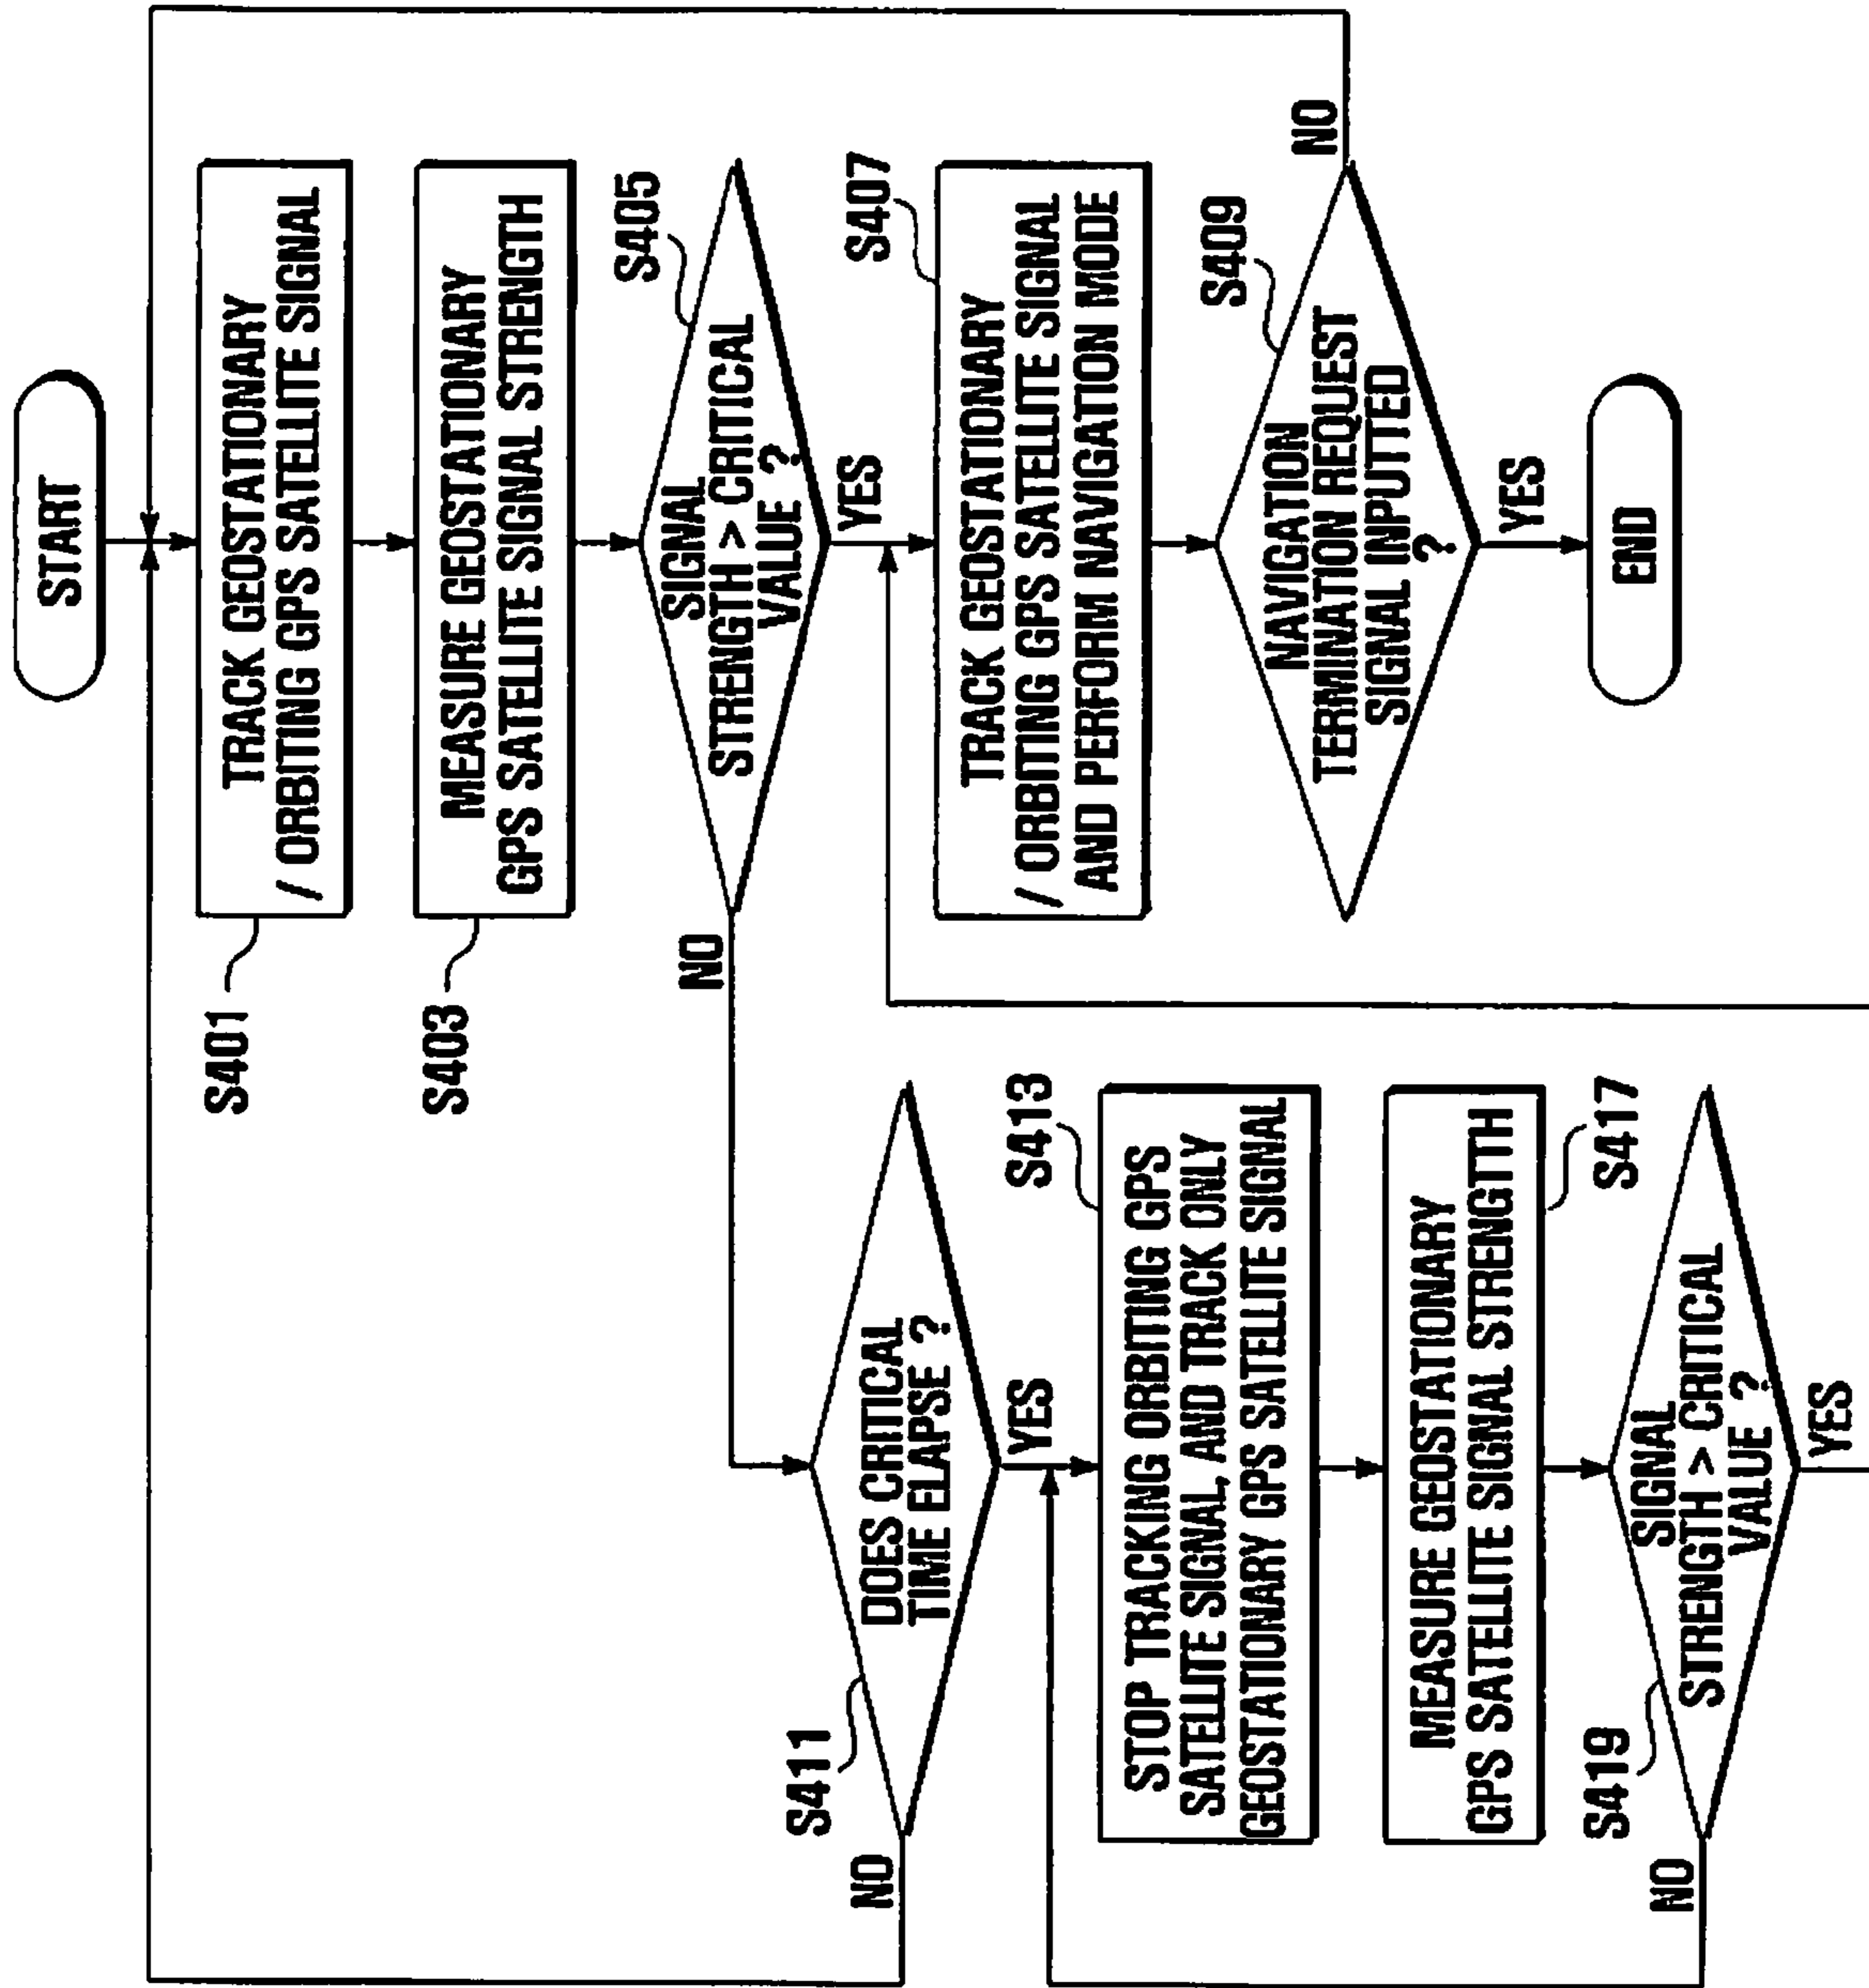 START
S401
TRACK GEOSTATIONARY
/ ORBITING GPS SATELLITE SIGNAL
S403
MEASURE GEOSTATIONARY
GPS SATELLITE SIGNAL STRENGTH
S405
SIGNAL
STRENGTH > CRITICAL
VALUE ?
NO
YES
S407
TRACK GEOSTATIONARY
/ ORBITING GPS SATELLITE SIGNAL
AND PERFORM NAVIGATION MODE
S409
NAVIGATION
TERMINATION REQUEST
SIGNAL INPUTTED
?
NO
YES
END
S411
DOES CRITICAL
TIME ELAPSE ?
NO
YES
S413
STOP TRACKING ORBITING GPS
SATELLITE SIGNAL, AND TRACK ONLY
GEOSTATIONARY GPS SATELLITE SIGNAL
MEASURE GEOSTATIONARY
GPS SATELLITE SIGNAL STRENGTH
S417
S419
SIGNAL
STRENGTH > CRITICAL
VALUE ?
NO
YES